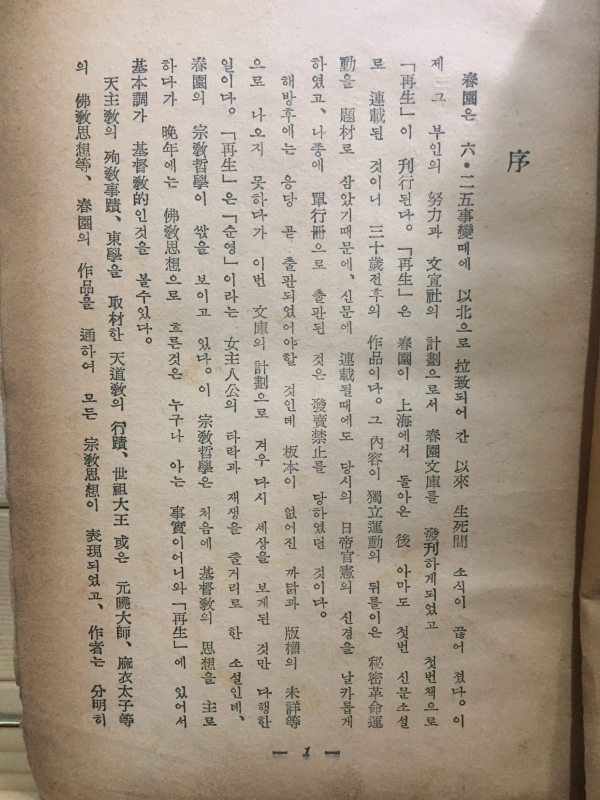 序
春園은 六•二五事變때에 以北으로 拉致되어 간 以來 生死間 소식이 끊어 졌다。이
제 그 부인의 努力과 文宣社의 計劃으로서 春園文庫를 發刊하게되었고 첫번책으로
「再生」이 刊行된다。「再生」은 春園이 上海에서 돌아온 後 아마도 첫번 신문소설
로 連載된 것이니 三十歲전후의 作品이다。그 內容이 獨立運動의 뒤를이은 秘密革命運
動을 題材로 삼았기때문에、신문에 連載될때에도 당시의 日帝官憲의 신경을 날카롭게
하였고、나종에 單行冊으로 출판된 것은 發賣禁止를 당하였던 것이다。
해방후에는 응당 곧 출판되었어야할 것인데 板本이 없어진 까닭과 版權의 未詳等
으로 나오지 못하다가 이번 文庫의 計劃으로 겨우 다시 세상을 보게된 것만 다행한
일이다。「再生」은 「순영」이라는 女主人公의 타락과 재생을 줄거리로 한 소설인데、
春園의 宗敎哲學이 싻을 보이고 있다。이 宗敎哲學은 처음에 基督敎의 思想을 主로
하다가 晩年에는 佛敎思想으로 흐른것은 누구나 아는 事實이어니와 「再生」에 있어서
基本調가 基督敎的인것을 볼수있다。
天主敎의 殉敎事蹟、東學을 取材한 天道敎의 行蹟、世祖大王 或은 元曉大師、麻衣太子等
의 佛敎思想等、春園의 作品을 通하여 모든 宗敎思想이 表現되었고、作者는 分明히
1